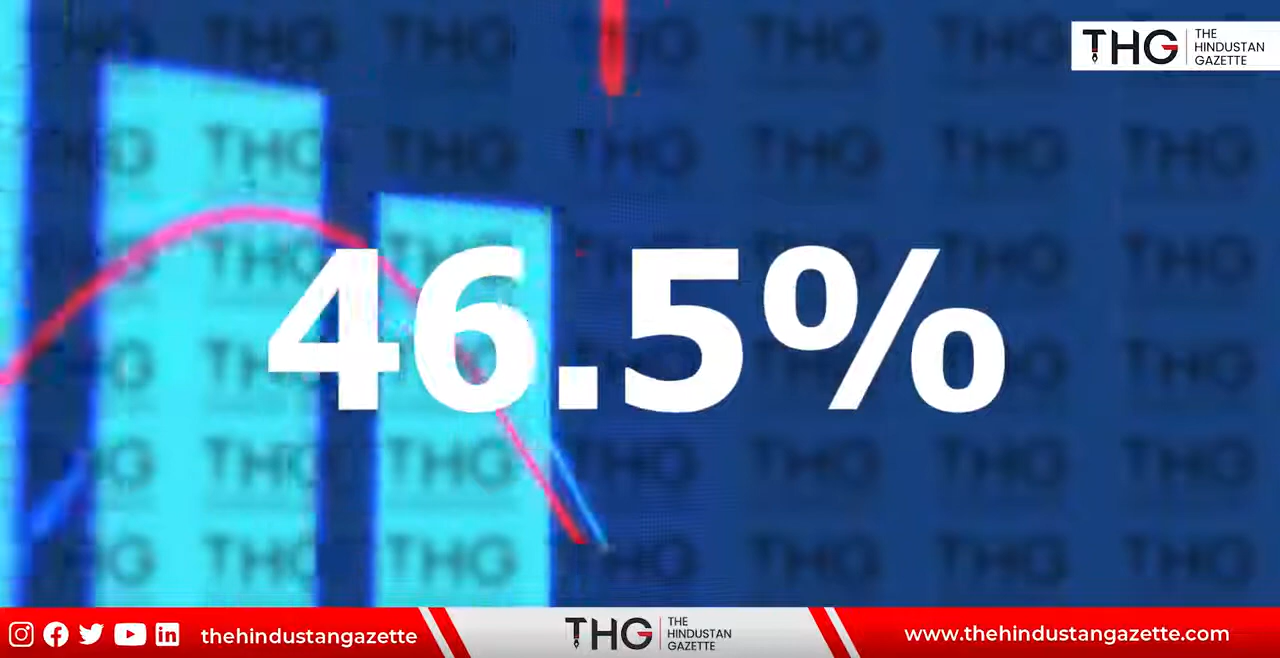 THG
THE
HINDUSTAN
GAZETTE
46.5%
thehindustangazette
THG
THE
HINDUSTAN
GAZETTE
www.thehindustangazette.com